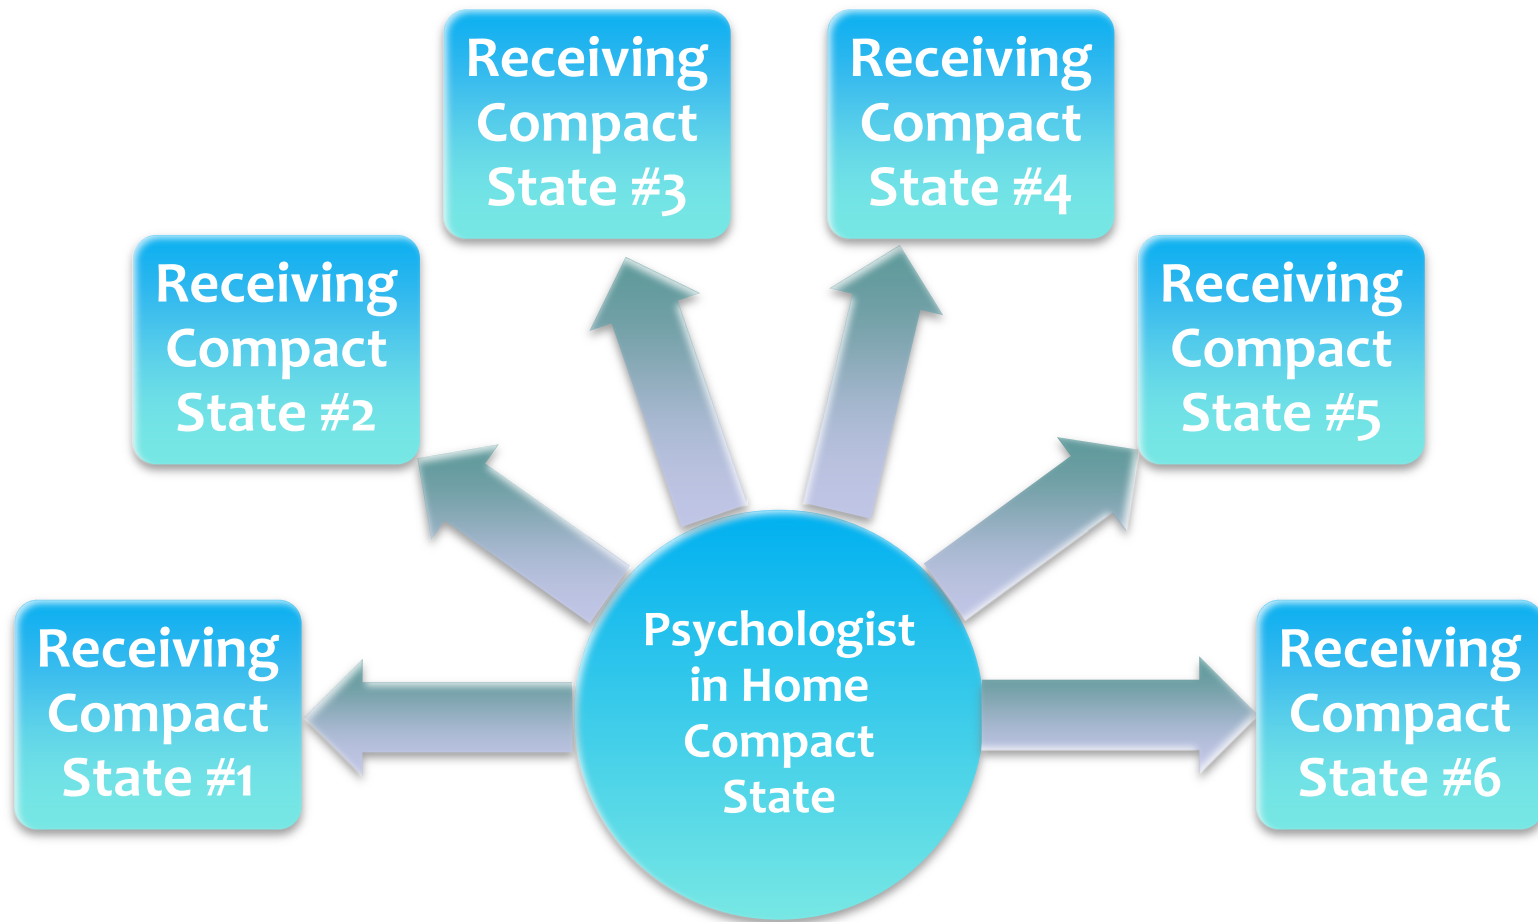 Receiving
Compact
State #1
Receiving
Compact
State #2
Receiving
Compact
State #3
Receiving
Compact
State #4
Receiving
Compact
State #5
Receiving
Compact
State #6
Psychologist
in Home
Compact
State